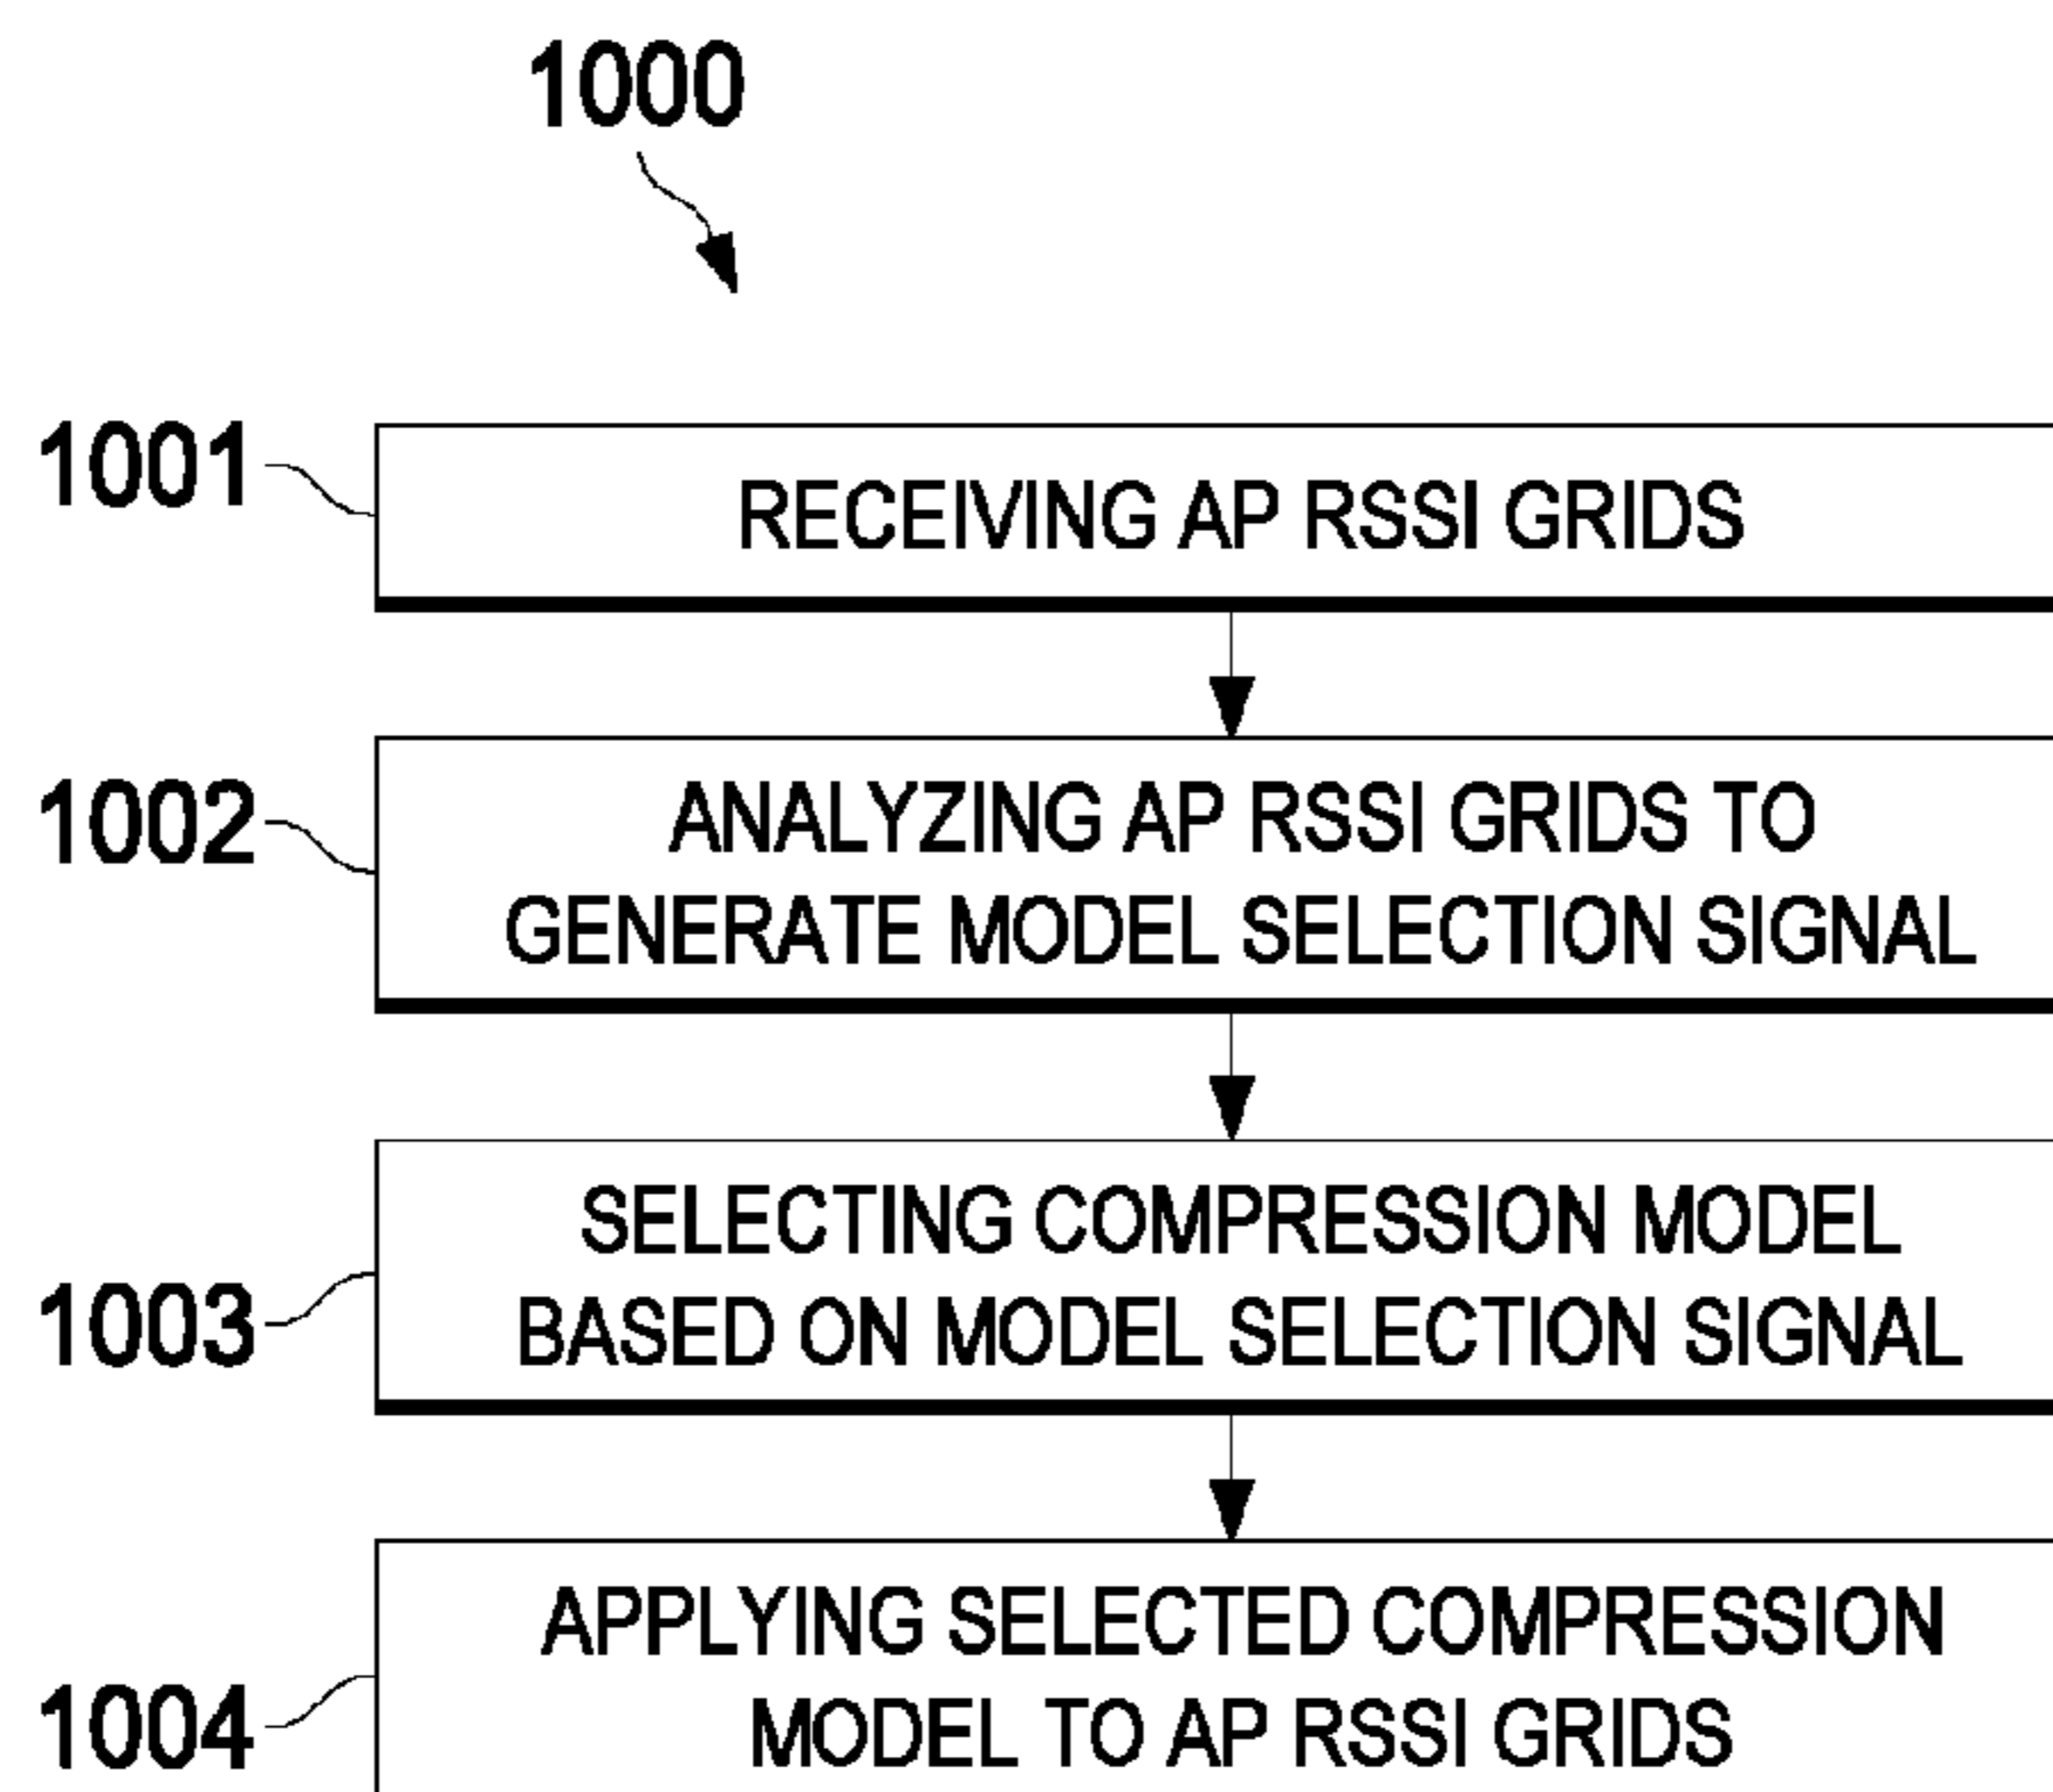 1000
1001
RECEIVING AP RSSI GRIDS
1002
ANALYZING AP RSSI GRIDS TO
GENERATE MODEL SELECTION SIGNAL
1003
SELECTING COMPRESSION MODEL
BASED ON MODEL SELECTION SIGNAL
1004
APPLYING SELECTED COMPRESSION
MODEL TO AP RSSI GRIDS